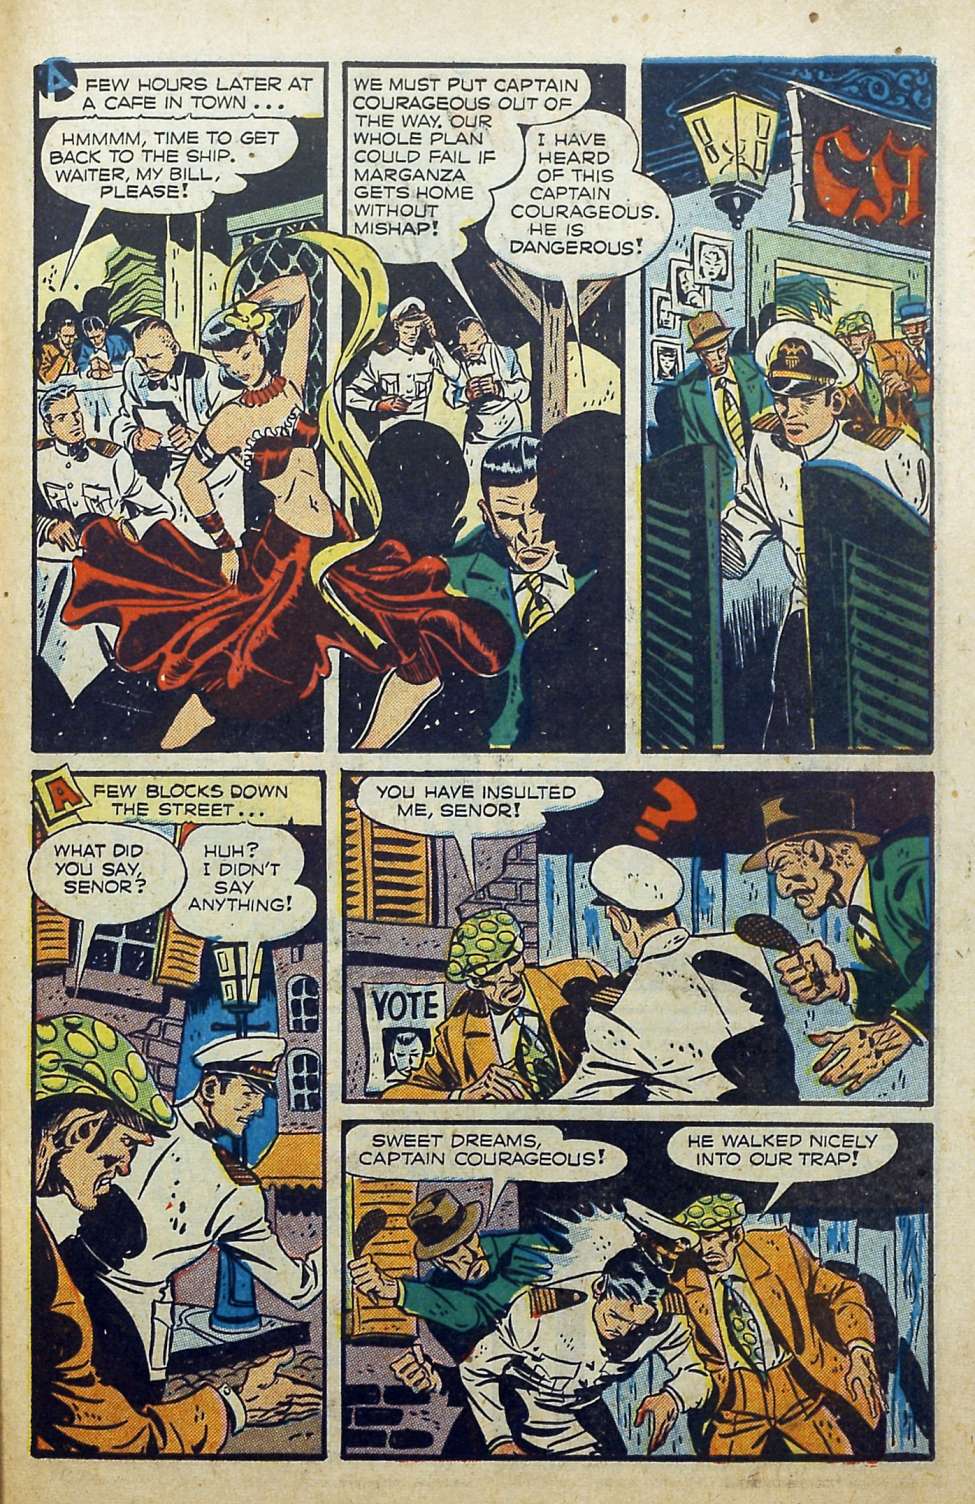 A FEW HOURS LATER AT
A CAFE IN TOWN...
HMMMM, TIME TO GET
BACK TO THE SHIP.
WAITER, MY BILL,
PLEASE!
WE MUST PUT CAPTAIN
COURAGEOUS OUT OF
THE WAY. OUR
WHOLE PLAN
COULD FAIL IF
MARGANZA
GETS HOME
WITHOUT
MISHAP!
I HAVE
HEARD
OF THIS
CAPTAIN
COURAGEOUS.
HE IS
DANGEROUS!
CA
A FEW BLOCKS DOWN
THE STREET...
WHAT DID
YOU SAY,
SENOR?
HUH?
I DIDN'T
SAY
ANYTHING!
YOU HAVE INSULTED
ME, SENOR!
?
VOTE
SWEET DREAMS,
CAPTAIN COURAGEOUS!
HE WALKED NICELY
INTO OUR TRAP!